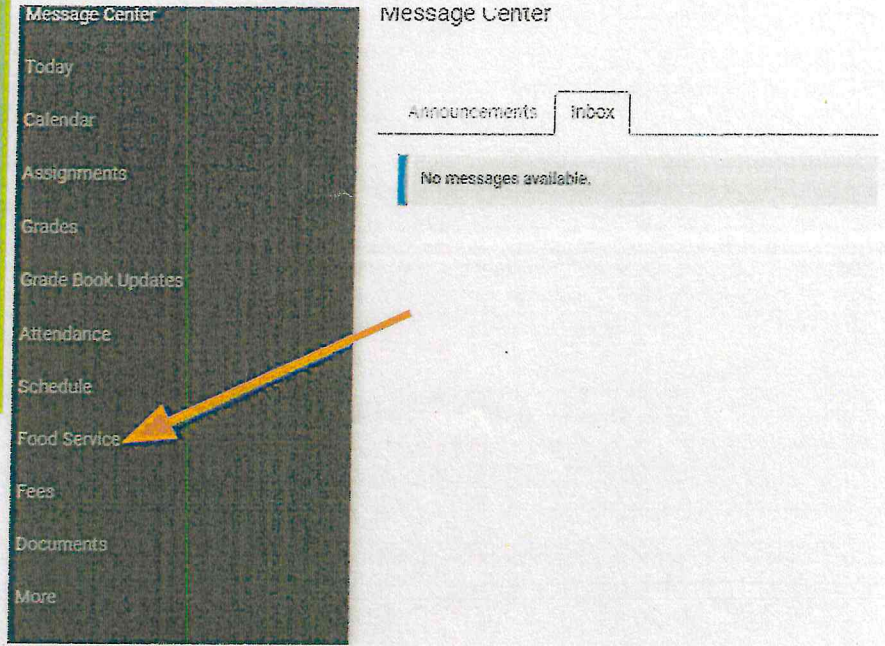 Message Center
Today
Calendar
Assignments
Grades
Grade Book Updates
Attendance
Schedule
Food Service
Fees
Documents
More
Message Center
Announcements
Inbox
No messages available.